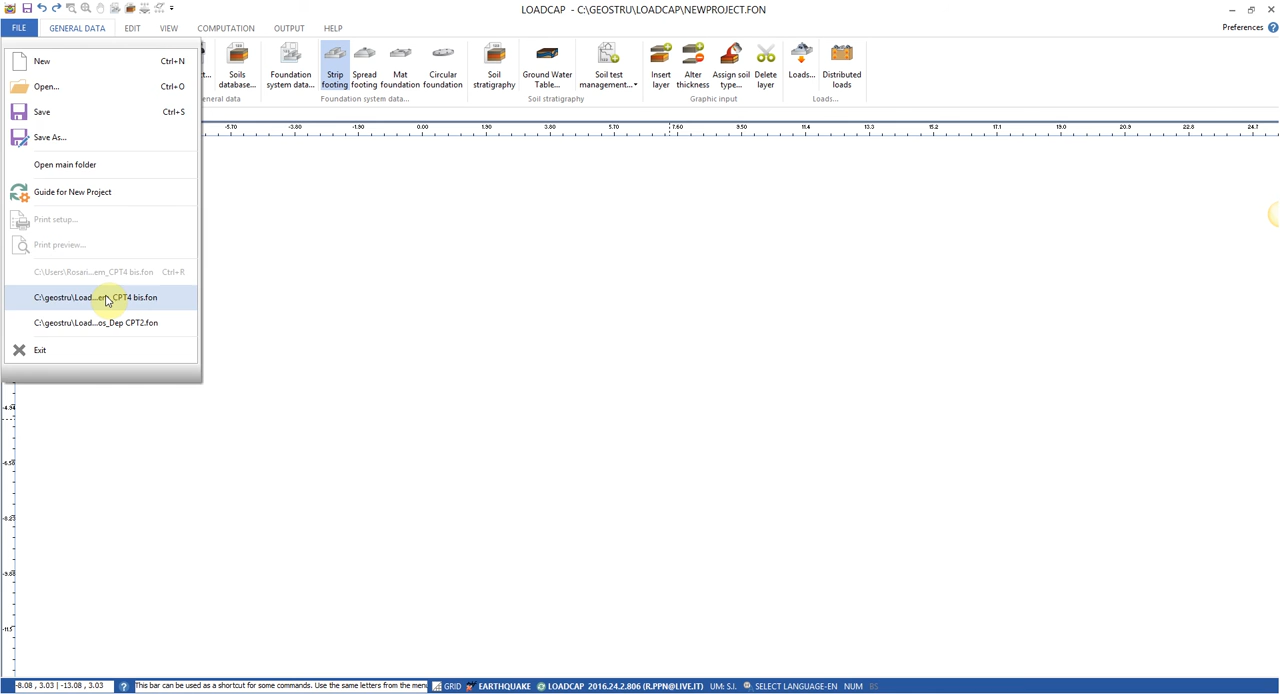 LOADCAP - C:\GEOSTRU\LOADCAP\NEWPROJECT.FON
FILE GENERAL DATA EDIT VIEW COMPUTATION OUTPUT HELP
Preferences
Soils database...
Foundation system data...
Strip footing
Spread footing
Mat foundation
Circular foundation
Soil stratigraphy
Ground Water Table...
Soil test management...
Insert layer
Alter thickness
Assign soil type...
Delete layer
Loads...
Distributed loads
Foundation system data...
Soil stratigraphy
Graphic input
Loads...
New Ctrl+N
Open... Ctrl+O
Save Ctrl+S
Save As...
Open main folder
Guide for New Project
Print setup...
Print preview...
C:\Users\Rosari...em_CPT4 bis.fon Ctrl+R
C:\geostru\Load...em_CPT4 bis.fon
C:\geostru\Load...os_Dep CPT2.fon
Exit
-5.70 -3.80 -1.90 0.00 1.90 3.80 5.70 7.60 9.50 11.4 13.3 15.2 17.1 19.0 20.9 22.8 24.7
-8.08 , 3.03 | -13.08 , 3.03
This bar can be used as a shortcut for some commands. Use the same letters from the menu
GRID EARTHQUAKE LOADCAP 2016.24.2.806 (R.PPN@LIVE.IT) UM: S.I. SELECT LANGUAGE-EN NUM BS